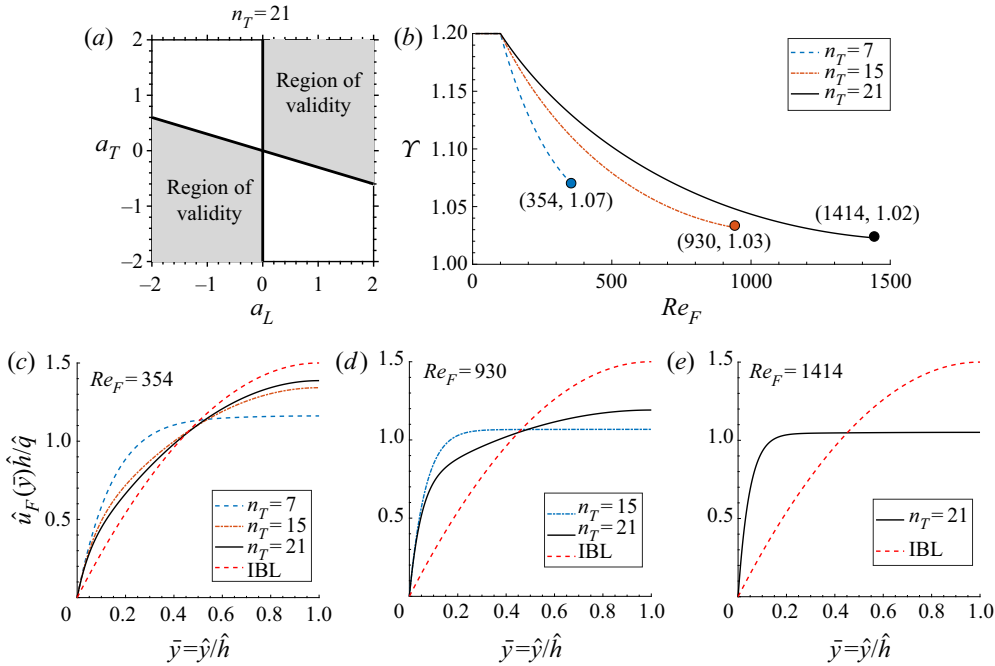 n_T = 21
(a)
2
1
a_T 0
−1
−2
Region of validity
Region of validity
−2 −1 0 1 2
a_L
(b)
1.20
1.15
ϒ 1.10
1.05
1.00
n_T = 7
n_T = 15
n_T = 21
(354, 1.07)
(930, 1.03)
(1414, 1.02)
0 500 1000 1500
Re_F
(c)
1.5
1.0
0.5
û_F(ȳ)ĥ/q̂
Re_F = 354
n_T = 7
n_T = 15
n_T = 21
IBL
0 0.2 0.4 0.6 0.8 1.0
ȳ = ŷ/ĥ
(d)
1.5
1.0
0.5
Re_F = 930
n_T = 15
n_T = 21
IBL
0 0.2 0.4 0.6 0.8 1.0
ȳ = ŷ/ĥ
(e)
1.5
1.0
0.5
Re_F = 1414
n_T = 21
IBL
0 0.2 0.4 0.6 0.8 1.0
ȳ = ŷ/ĥ